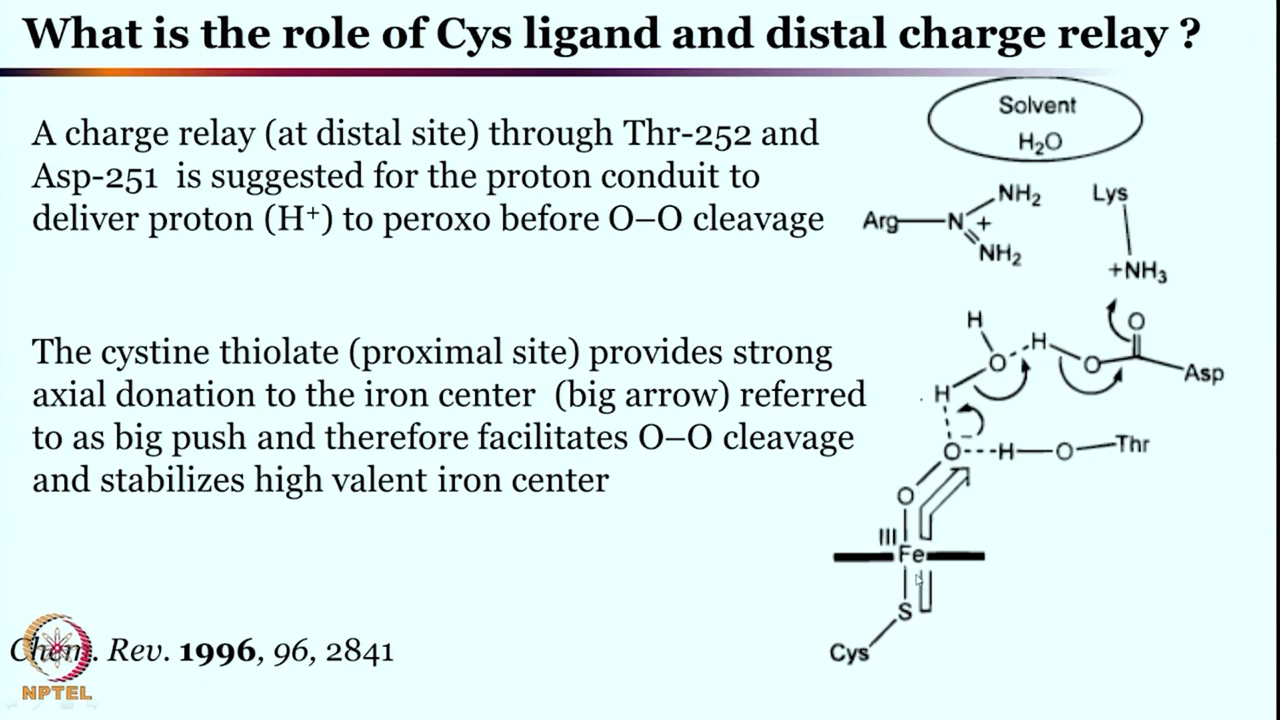 What is the role of Cys ligand and distal charge relay ?
A charge relay (at distal site) through Thr-252 and
Asp-251 is suggested for the proton conduit to
deliver proton (H⁺) to peroxo before O–O cleavage
The cystine thiolate (proximal site) provides strong
axial donation to the iron center (big arrow) referred
to as big push and therefore facilitates O–O cleavage
and stabilizes high valent iron center
Chem. Rev. 1996, 96, 2841
NPTEL
Solvent
H₂O
Arg N + NH₂
NH₂
Lys
+NH₃
H
O H O O Asp
H
O⁻ H O Thr
O
III
Fe
S
Cys